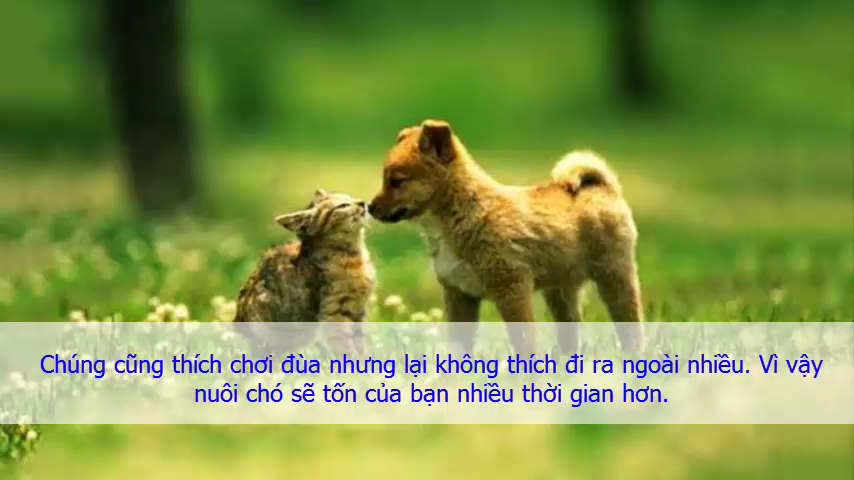 Chúng cũng thích chơi đùa nhưng lại không thích đi ra ngoài nhiều. Vì vậy
nuôi chó sẽ tốn của bạn nhiều thời gian hơn.